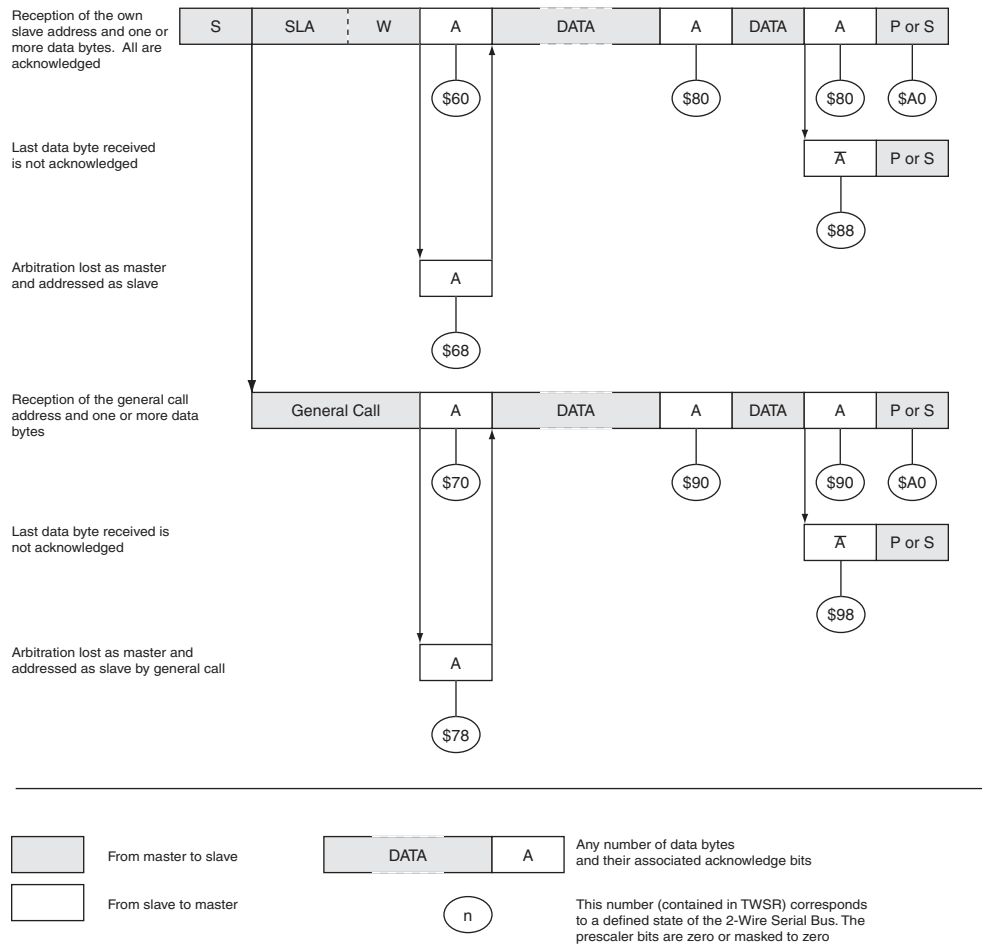 Reception of the own
slave address and one or
more data bytes.  All are
acknowledged
S SLA W A DATA A DATA A P or S
$60 $80 $80 $A0
Last data byte received
is not acknowledged
A̅ P or S
$88
Arbitration lost as master
and addressed as slave
A
$68
Reception of the general call
address and one or more data
bytes
General Call A DATA A DATA A P or S
$70 $90 $90 $A0
Last data byte received is
not acknowledged
A̅ P or S
$98
Arbitration lost as master and
addressed as slave by general call
A
$78
From master to slave
DATA A
Any number of data bytes
and their associated acknowledge bits
From slave to master
n
This number (contained in TWSR) corresponds
to a defined state of the 2-Wire Serial Bus. The
prescaler bits are zero or masked to zero